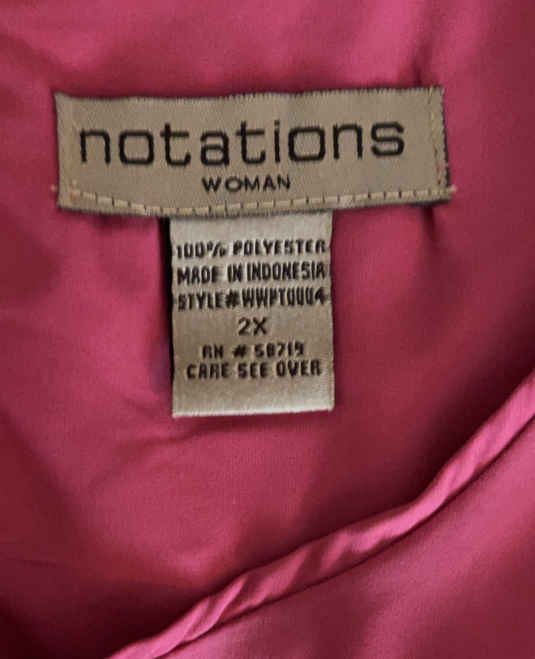 notations
WOMAN
100% POLYESTER
MADE IN INDONESIA
STYLE#WWPT0004
2X
RN # 58719
CARE SEE OVER